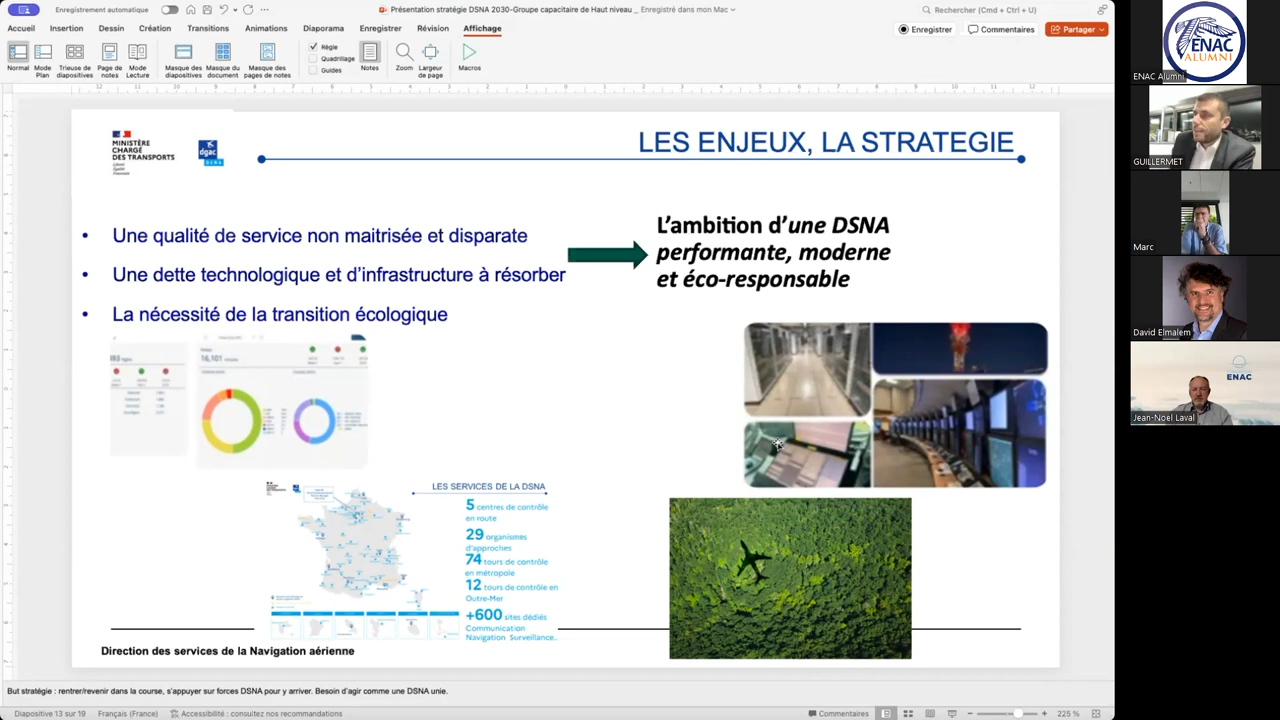 Enregistrement automatique
Présentation stratégie DSNA 2030-Groupe capacitaire de Haut niveau _ Enregistré dans mon Mac
Rechercher (Cmd + Ctrl + U)
Accueil
Insertion
Dessin
Création
Transitions
Animations
Diaporama
Enregistrer
Révision
Affichage
Enregistrer
Commentaires
Partager
Normal
Mode Plan
Trieuse de diapositives
Page de notes
Mode Lecture
Masque des diapositives
Masque du document
Masque des pages de notes
Règle
Quadrillage
Guides
Notes
Zoom
Largeur de page
Macros
MINISTÈRE
CHARGÉ
DES TRANSPORTS
Liberté
Égalité
Fraternité
dgac
DSNA
LES ENJEUX, LA STRATEGIE
• Une qualité de service non maitrisée et disparate
• Une dette technologique et d'infrastructure à résorber
• La nécessité de la transition écologique
L'ambition d'une DSNA
performante, moderne
et éco-responsable
16,101
LES SERVICES DE LA DSNA
5 centres de contrôle
en route
29 organismes
d'approches
74 tours de contrôle
en métropole
12 tours de contrôle en
Outre-Mer
+600 sites dédiés
Communication
Navigation Surveillance..
Direction des services de la Navigation aérienne
But stratégie : rentrer/revenir dans la course, s'appuyer sur forces DSNA pour y arriver. Besoin d'agir comme une DSNA unie.
Diapositive 13 sur 19
Français (France)
Accessibilité : consultez nos recommandations
Commentaires
225 %
ENAC
ALUMNI
ENAC Alumni
GUILLERMET
Marc
David Elmalem
ENAC
Jean-Noel Laval